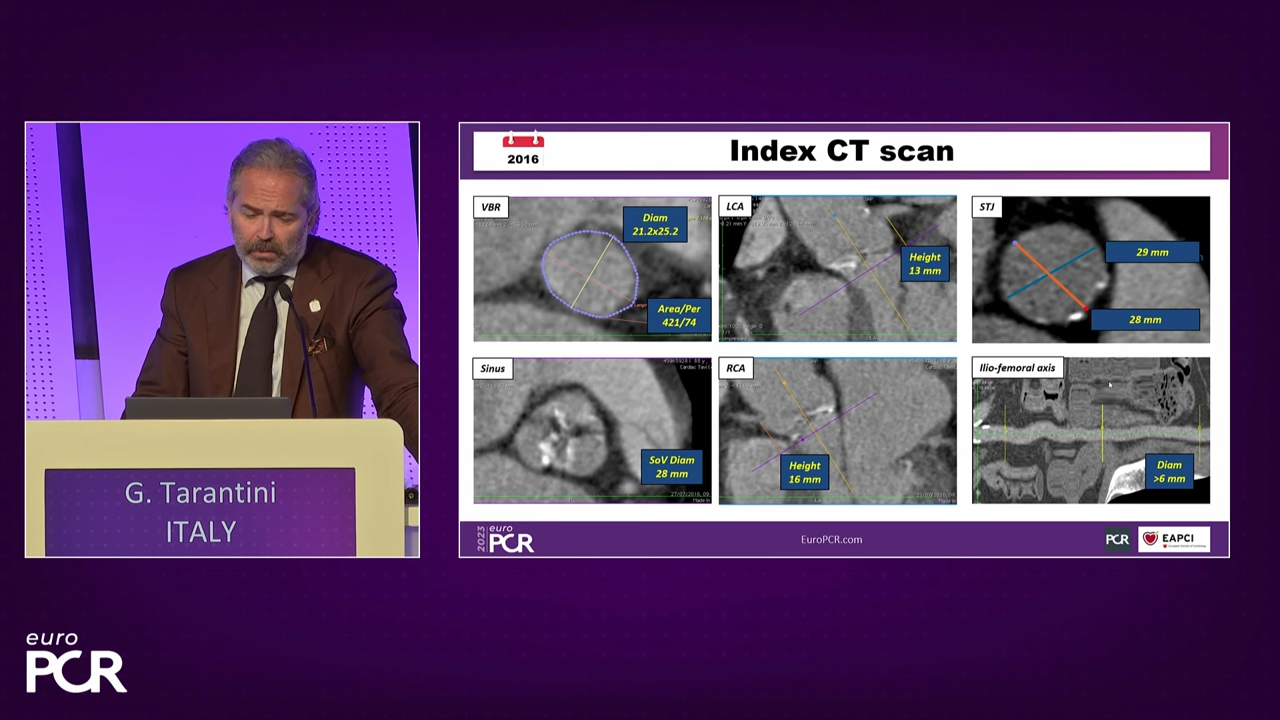 G. Tarantini
ITALY
euro
PCR
2016
Index CT scan
VBR
Diam
21.2x25.2
Area/Per
421/74
LCA
Height
13 mm
STJ
29 mm
28 mm
Sinus
SoV Diam
28 mm
RCA
Height
16 mm
Ilio-femoral axis
Diam
>6 mm
2023
euro
PCR
EuroPCR.com
PCR
EAPCI